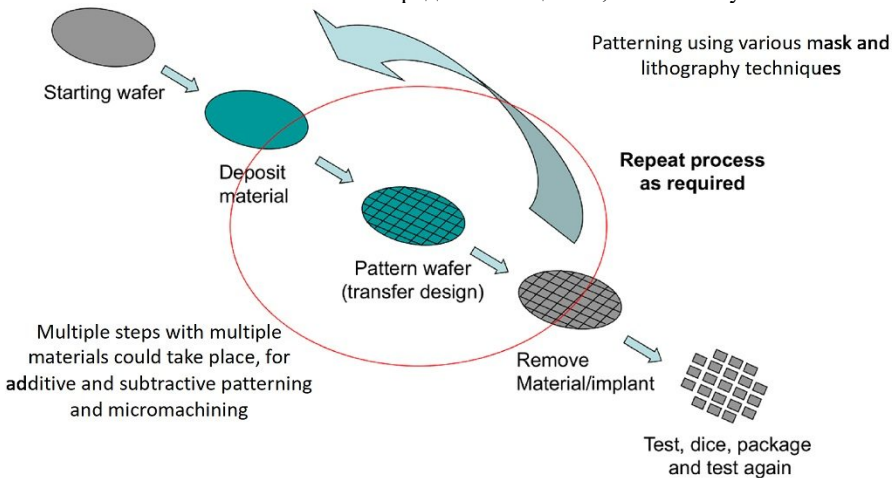 Patterning using various mask and
lithography techniques
Starting wafer
Deposit
material
Repeat process
as required
Pattern wafer
(transfer design)
Multiple steps with multiple
materials could take place, for
additive and subtractive patterning
and micromachining
Remove
Material/implant
Test, dice, package
and test again